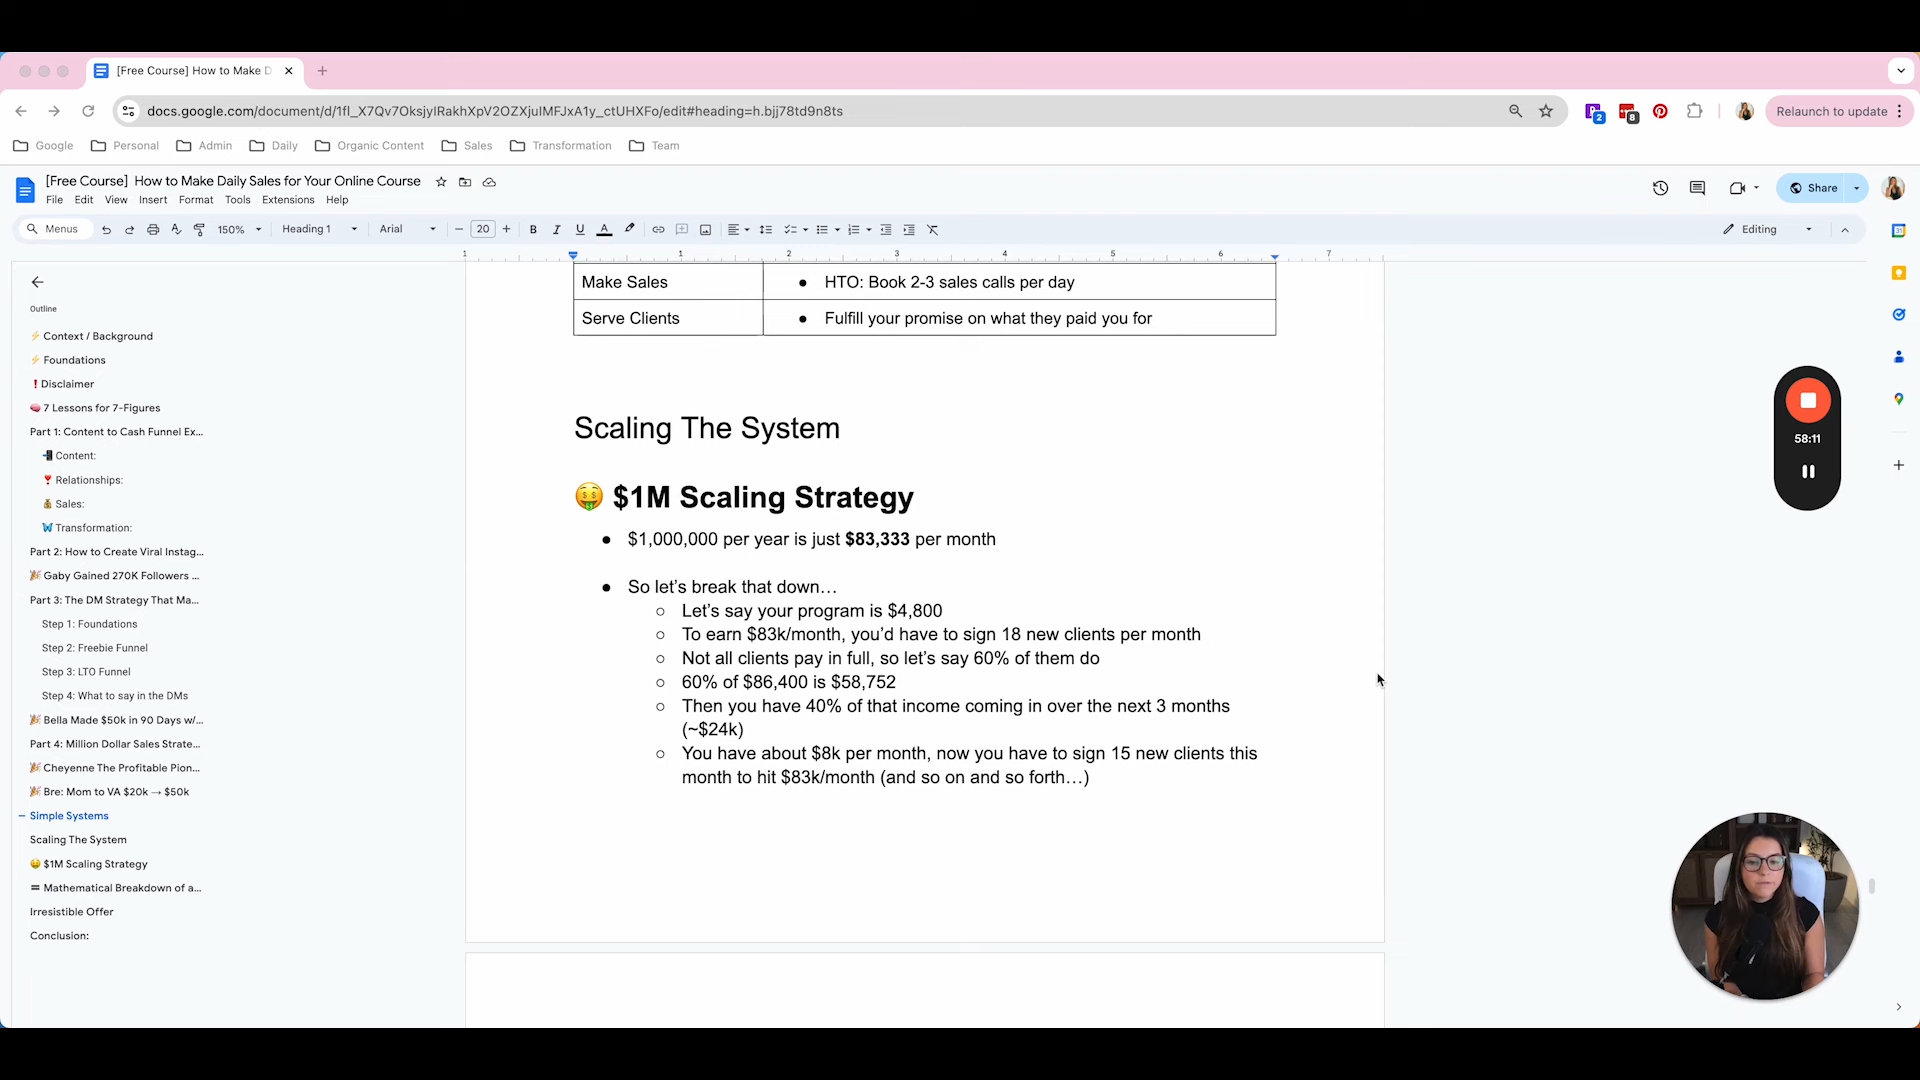 [Free Course] How to Make D
docs.google.com/document/d/1fl_X7Qv7OksjylRakhXpV2OZXjuIMFJxA1y_ctUHXFo/edit#heading=h.bjj78td9n8ts
2
8
Relaunch to update
Google Personal Admin Daily Organic Content Sales Transformation Team
[Free Course] How to Make Daily Sales for Your Online Course
File Edit View Insert Format Tools Extensions Help
Share
Menus 150% Heading 1 Arial 20 B I U A Editing
1 1 2 3 4 5 6 7
Outline
⚡ Context / Background
⚡ Foundations
❗Disclaimer
🧠 7 Lessons for 7-Figures
Part 1: Content to Cash Funnel Ex...
📲 Content:
❣️ Relationships:
💰 Sales:
🦋 Transformation:
Part 2: How to Create Viral Instag...
🎉 Gaby Gained 270K Followers ...
Part 3: The DM Strategy That Ma...
Step 1: Foundations
Step 2: Freebie Funnel
Step 3: LTO Funnel
Step 4: What to say in the DMs
🎉 Bella Made $50k in 90 Days w/...
Part 4: Million Dollar Sales Strate...
🎉 Cheyenne The Profitable Pion...
🎉 Bre: Mom to VA $20k → $50k
Simple Systems
Scaling The System
🤑 $1M Scaling Strategy
🟰 Mathematical Breakdown of a...
Irresistible Offer
Conclusion:
Make Sales ● HTO: Book 2-3 sales calls per day
Serve Clients ● Fulfill your promise on what they paid you for
Scaling The System
🤑 $1M Scaling Strategy
● $1,000,000 per year is just $83,333 per month
● So let's break that down…
○ Let's say your program is $4,800
○ To earn $83k/month, you'd have to sign 18 new clients per month
○ Not all clients pay in full, so let's say 60% of them do
○ 60% of $86,400 is $58,752
○ Then you have 40% of that income coming in over the next 3 months
(~$24k)
○ You have about $8k per month, now you have to sign 15 new clients this
month to hit $83k/month (and so on and so forth…)
58:11
31